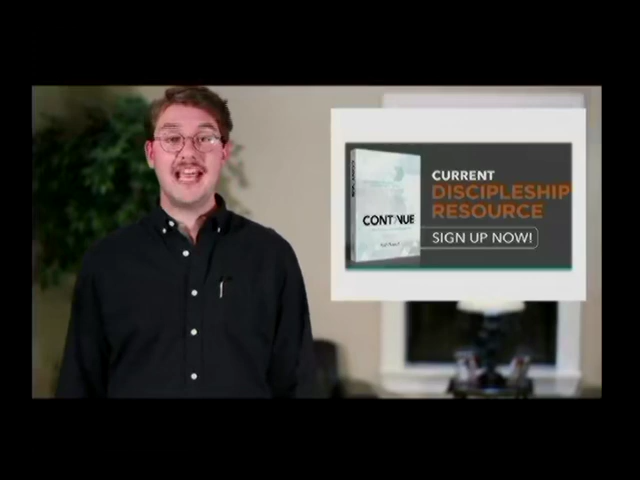 CURRENT
DISCIPLESHIP
RESOURCE
CONTINUE
SIGN UP NOW!